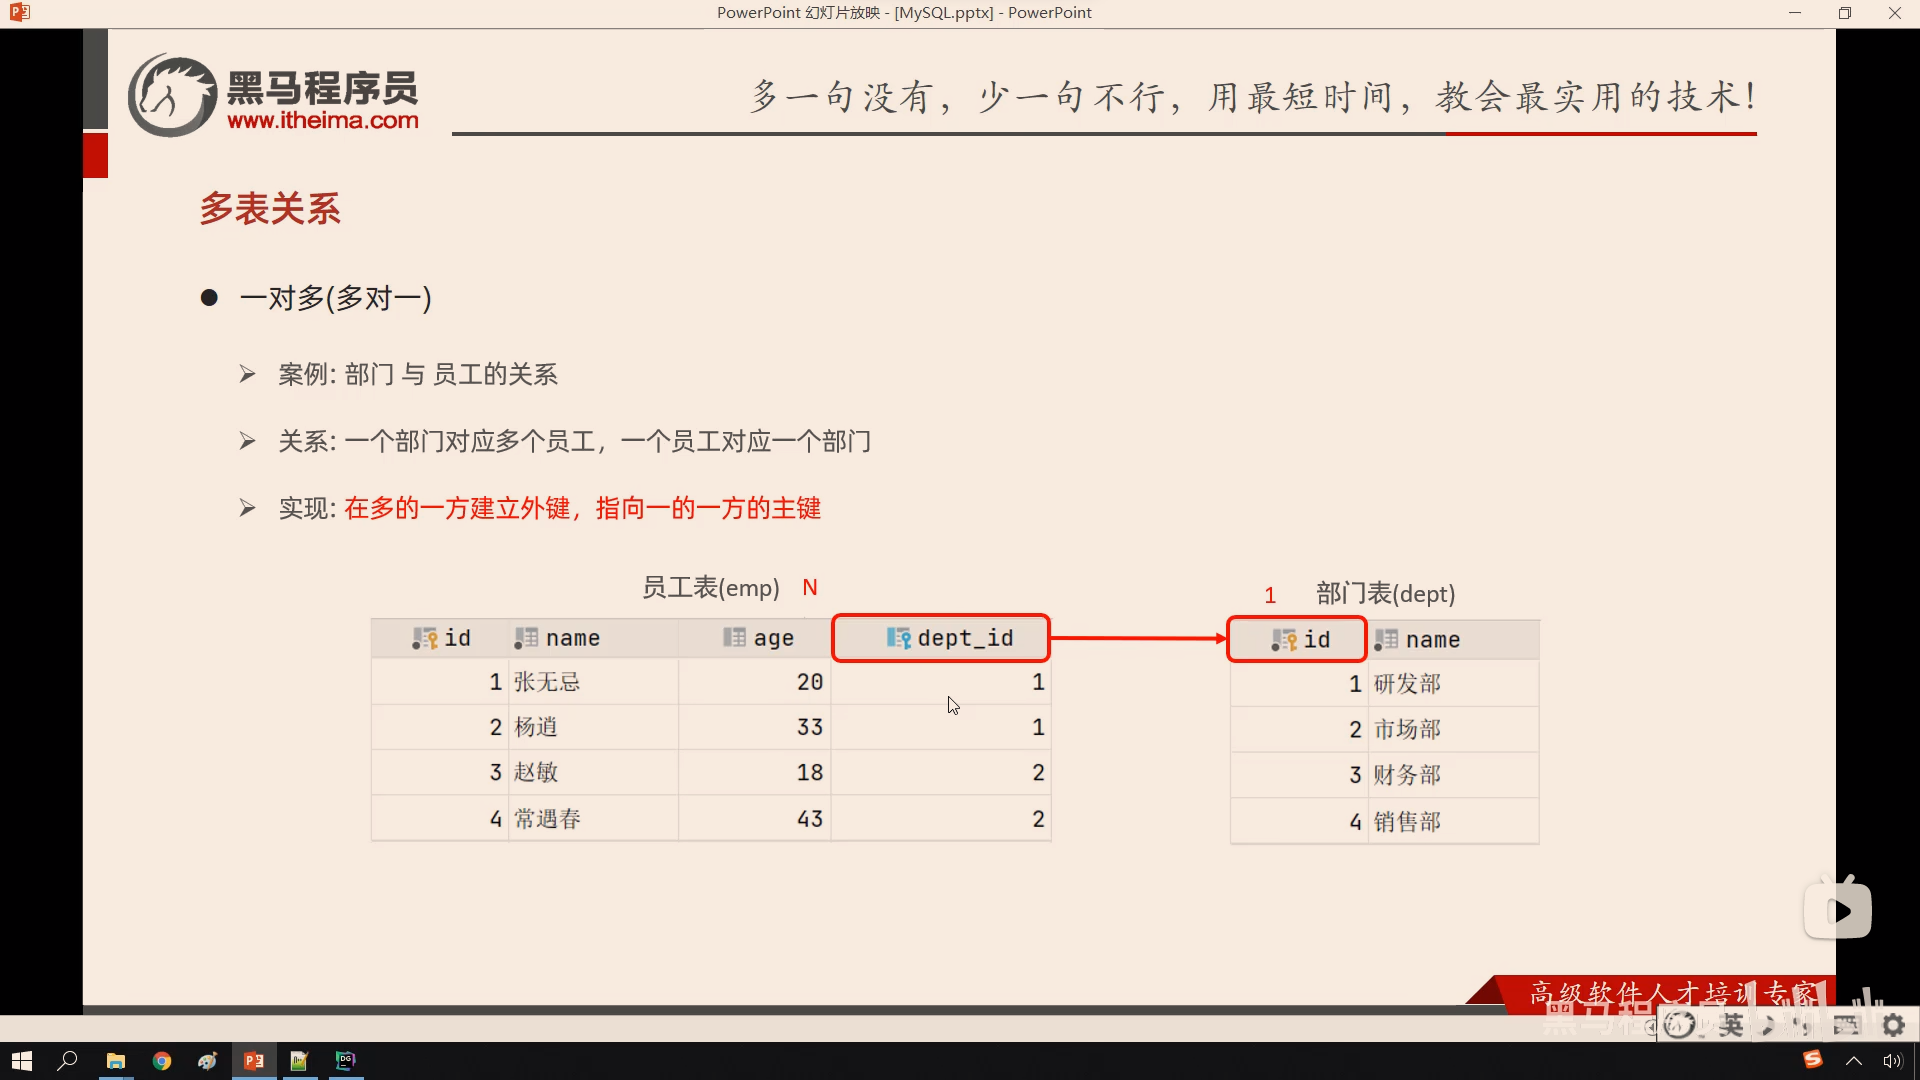 PowerPoint 幻灯片放映 - [MySQL.pptx] - PowerPoint
黑马程序员
www.itheima.com
多一句没有，少一句不行，用最短时间，教会最实用的技术！
多表关系
一对多(多对一)
案例: 部门 与 员工的关系
关系: 一个部门对应多个员工，一个员工对应一个部门
实现: 在多的一方建立外键，指向一的一方的主键
员工表(emp) N
id name age dept_id
1 张无忌 20 1
2 杨逍 33 1
3 赵敏 18 2
4 常遇春 43 2
1 部门表(dept)
id name
1 研发部
2 市场部
3 财务部
4 销售部
高级软件人才培训专家
英